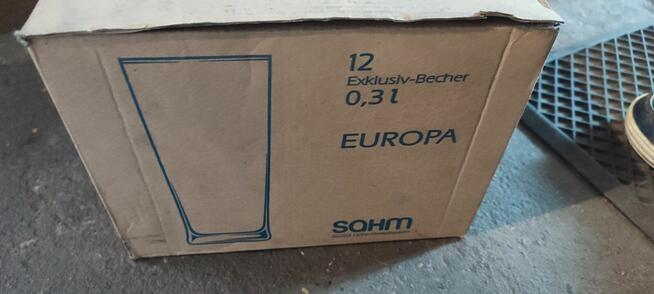 12
Exklusiv-Becher
0,3 l
EUROPA
SAHM